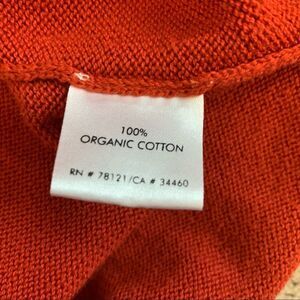 100%
ORGANIC COTTON
RN # 78121/CA # 34460